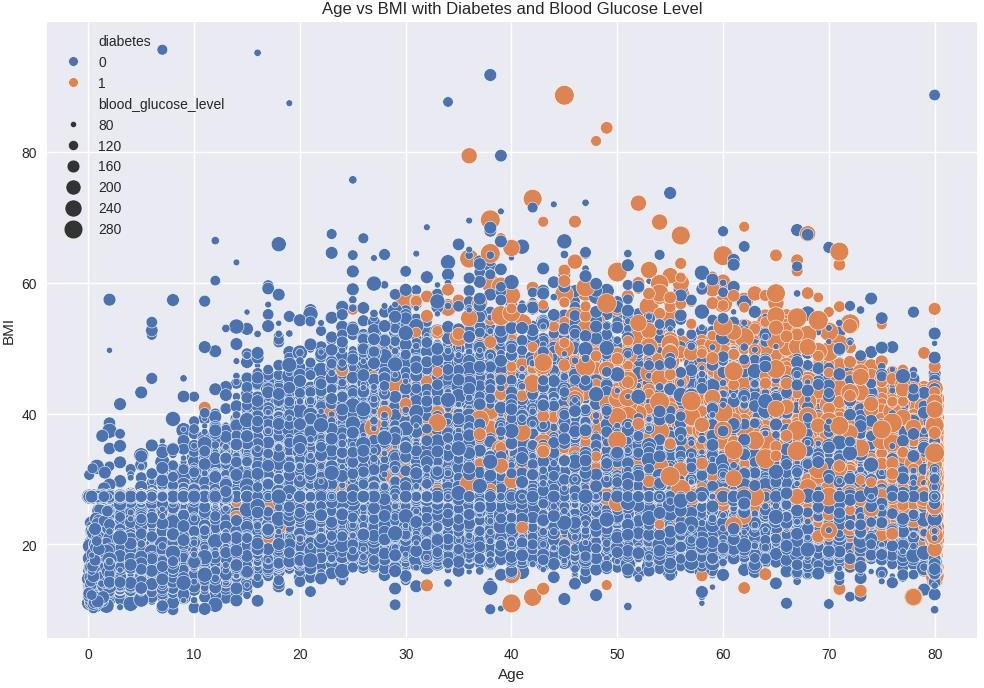 Age vs BMI with Diabetes and Blood Glucose Level
diabetes
0
1
blood_glucose_level
80
120
160
200
240
280
80
60
40
20
BMI
0 10 20 30 40 50 60 70 80
Age